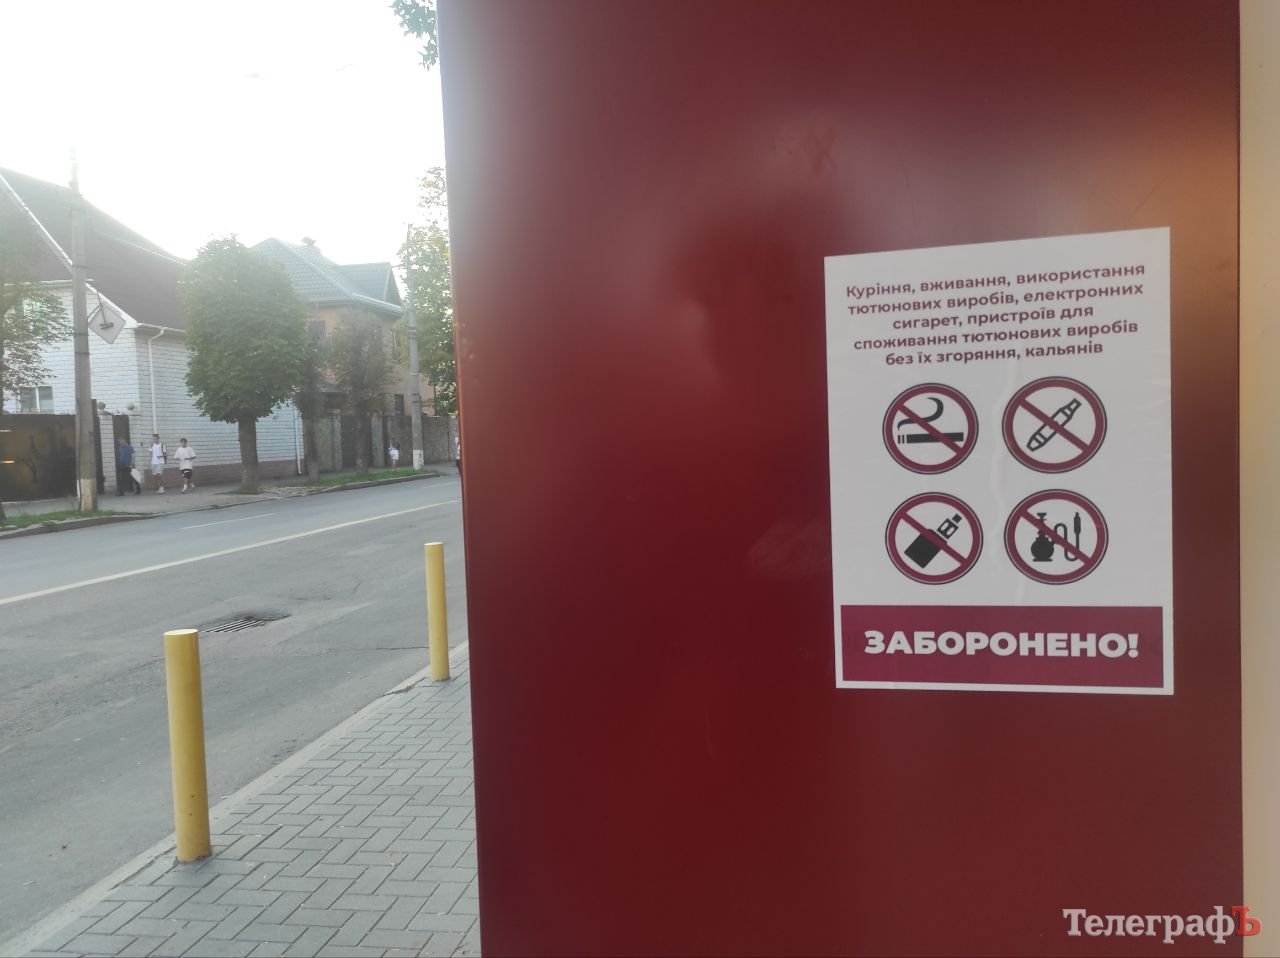 Куріння, вживання, використання
тютюнових виробів, електронних
сигарет, пристроїв для
споживання тютюнових виробів
без їх згоряння, кальянів
ЗАБОРОНЕНО!
ТелеграфЪ